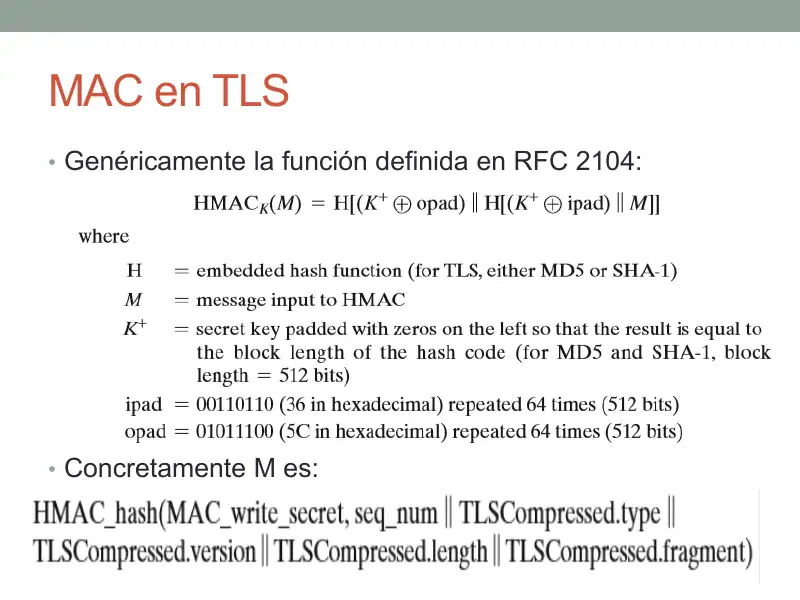 MAC en TLS
• Genéricamente la función definida en RFC 2104:
HMAC_K(M) = H[(K⁺ ⊕ opad) ‖ H[(K⁺ ⊕ ipad) ‖ M]]
where
H = embedded hash function (for TLS, either MD5 or SHA-1)
M = message input to HMAC
K⁺ = secret key padded with zeros on the left so that the result is equal to
the block length of the hash code (for MD5 and SHA-1, block
length = 512 bits)
ipad = 00110110 (36 in hexadecimal) repeated 64 times (512 bits)
opad = 01011100 (5C in hexadecimal) repeated 64 times (512 bits)
• Concretamente M es:
HMAC_hash(MAC_write_secret, seq_num ‖ TLSCompressed.type ‖
TLSCompressed.version ‖ TLSCompressed.length ‖ TLSCompressed.fragment)